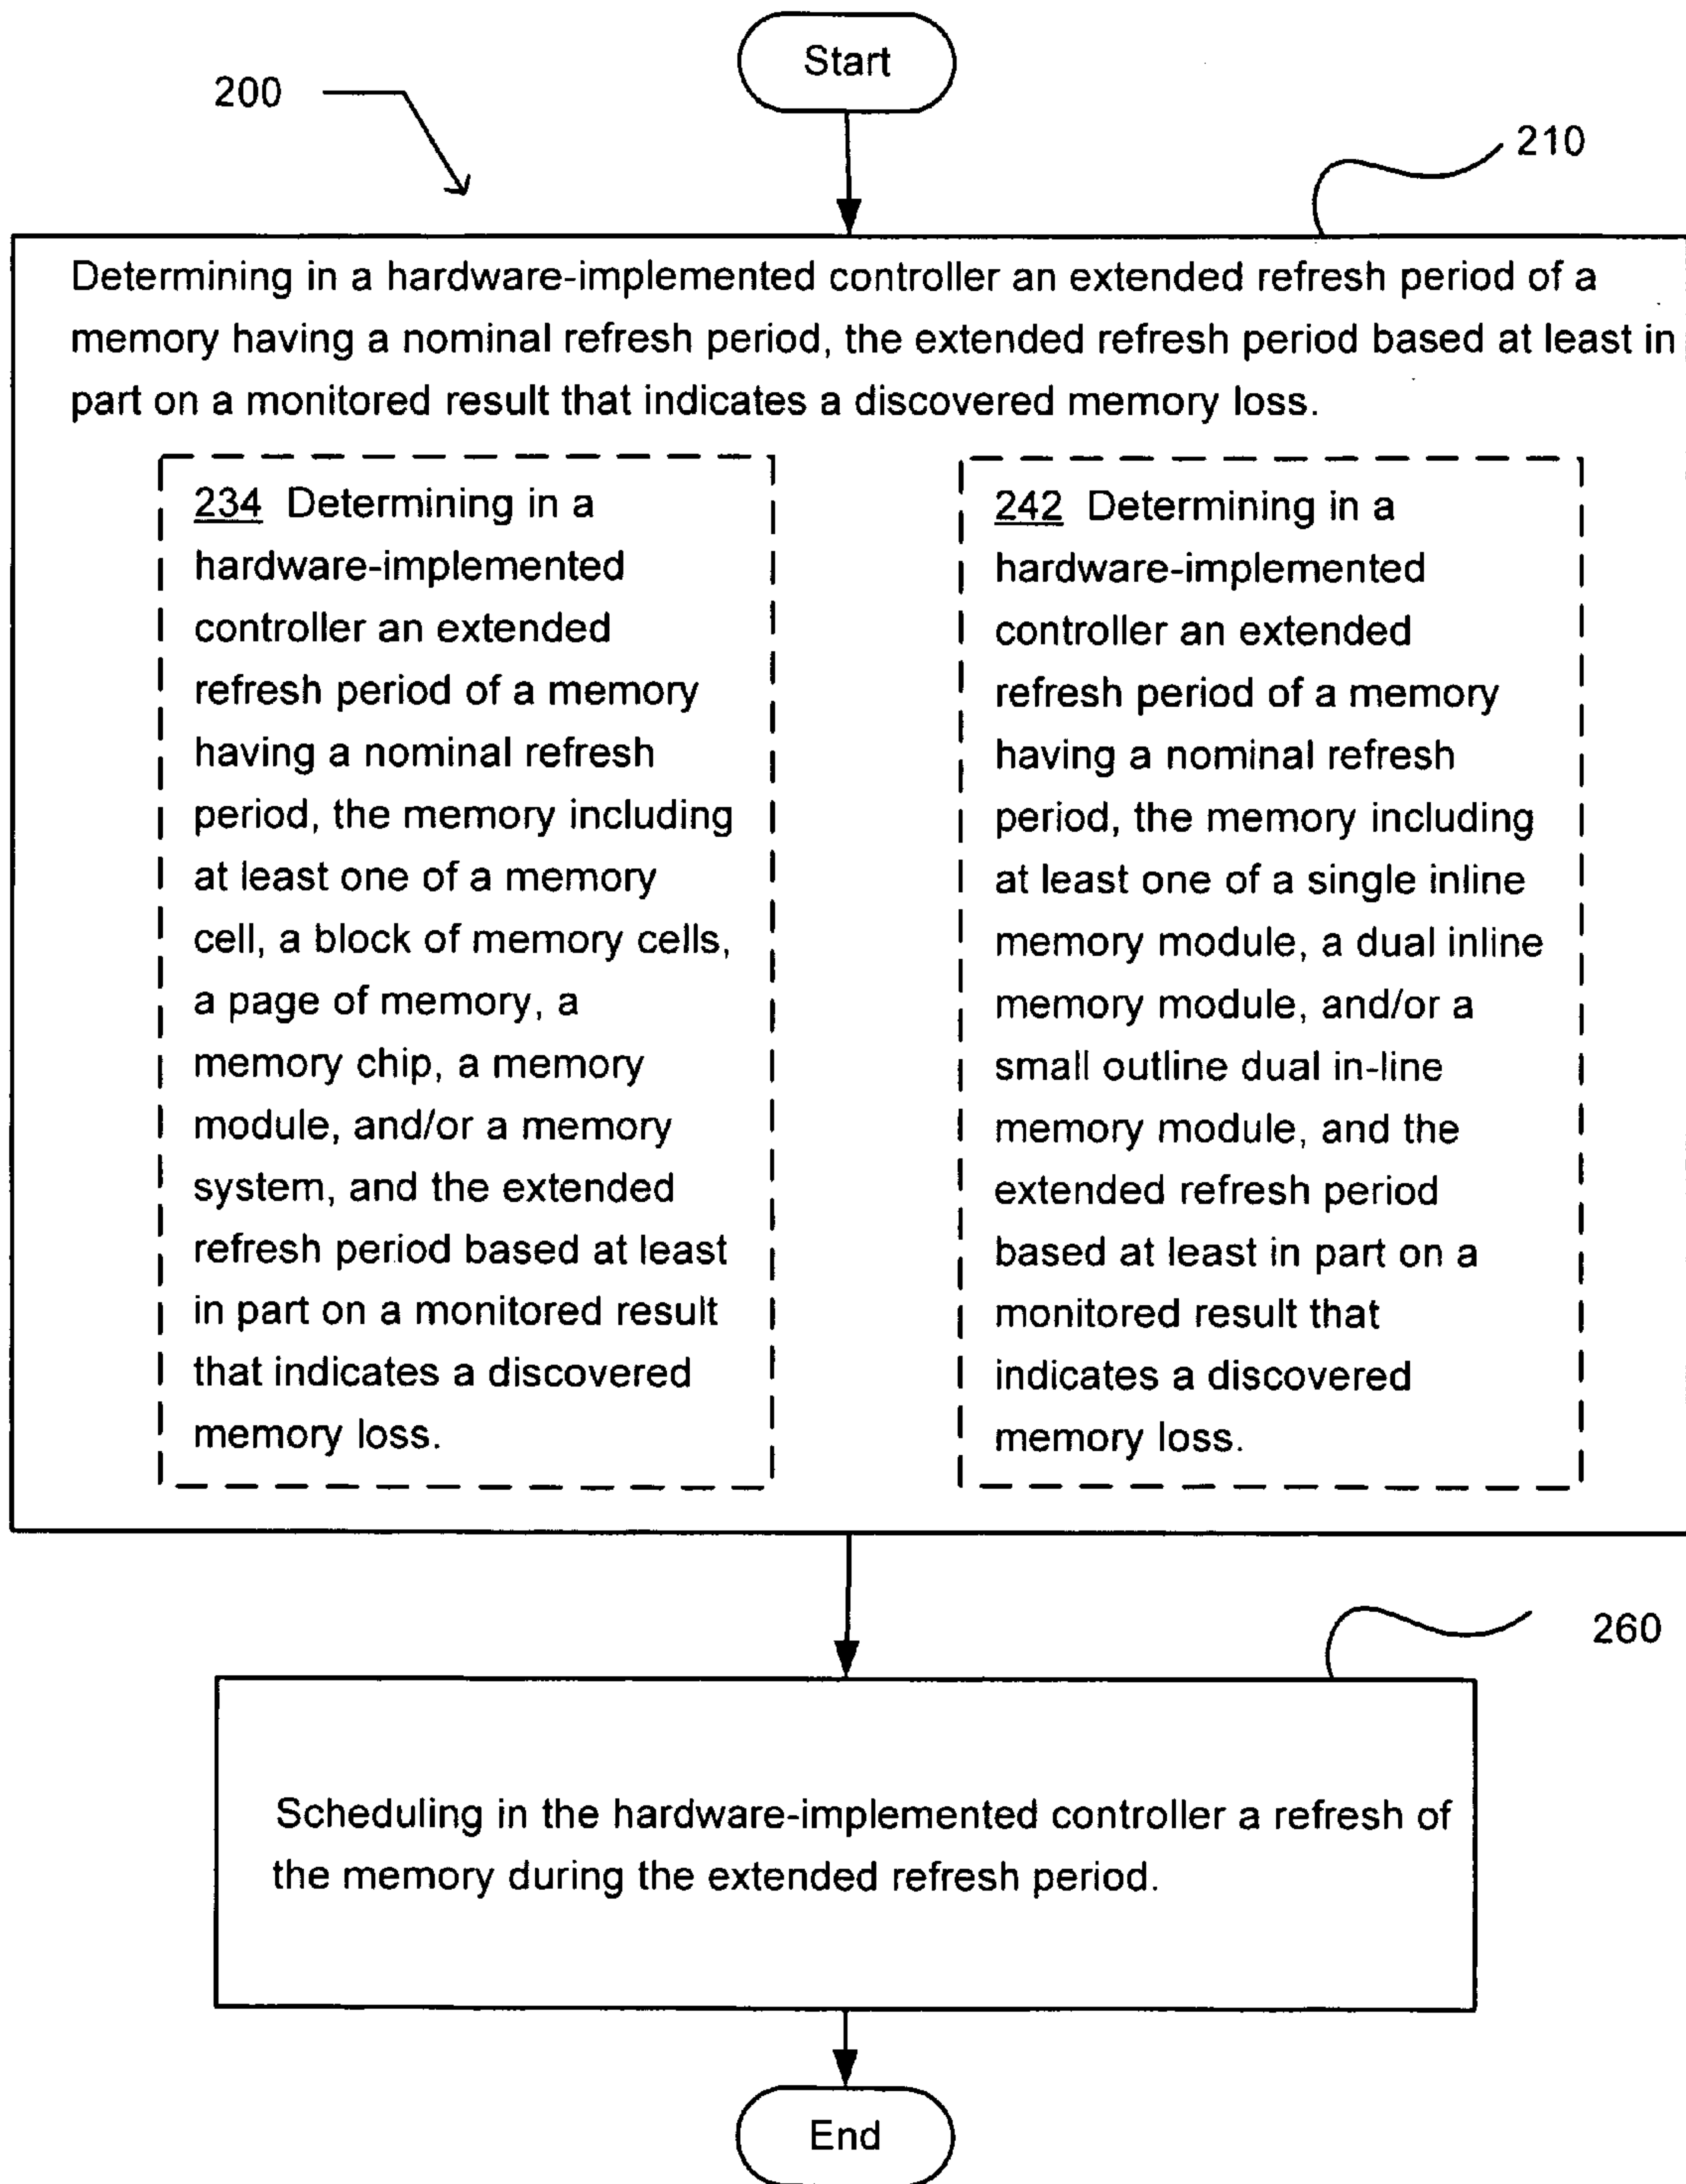 Start
200
210
Determining in a hardware-implemented controller an extended refresh period of a
memory having a nominal refresh period, the extended refresh period based at least in
part on a monitored result that indicates a discovered memory loss.
234 Determining in a
hardware-implemented
controller an extended
refresh period of a memory
having a nominal refresh
period, the memory including
at least one of a memory
cell, a block of memory cells,
a page of memory, a
memory chip, a memory
module, and/or a memory
system, and the extended
refresh period based at least
in part on a monitored result
that indicates a discovered
memory loss.
242 Determining in a
hardware-implemented
controller an extended
refresh period of a memory
having a nominal refresh
period, the memory including
at least one of a single inline
memory module, a dual inline
memory module, and/or a
small outline dual in-line
memory module, and the
extended refresh period
based at least in part on a
monitored result that
indicates a discovered
memory loss.
260
Scheduling in the hardware-implemented controller a refresh of
the memory during the extended refresh period.
End